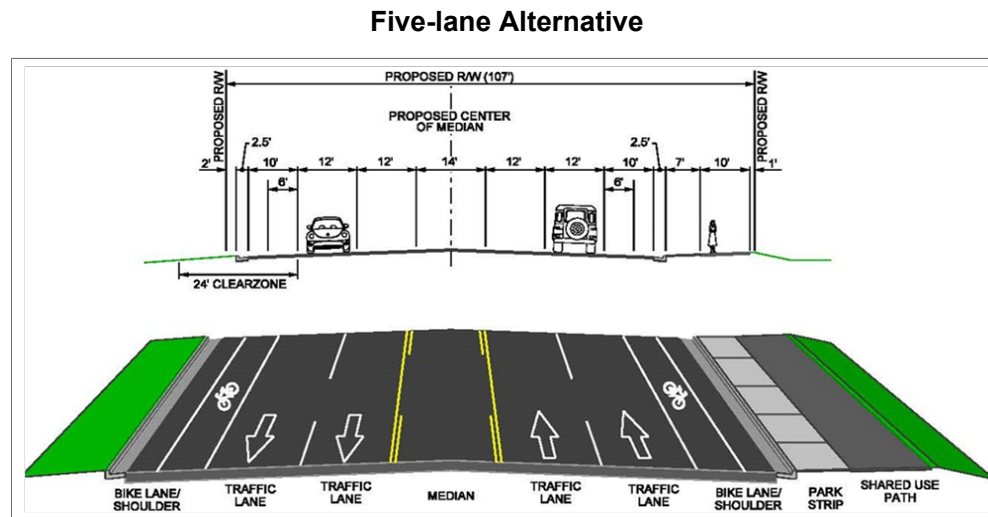 Five-lane Alternative
PROPOSED R/W (107')
PROPOSED R/W
PROPOSED R/W
PROPOSED CENTER
OF MEDIAN
2.5'
2.5'
2'
10'
12'
12'
14'
12'
12'
10'
7'
10'
1'
6'
6'
24' CLEARZONE
BIKE LANE/
SHOULDER
TRAFFIC
LANE
TRAFFIC
LANE
MEDIAN
TRAFFIC
LANE
TRAFFIC
LANE
BIKE LANE/
SHOULDER
PARK
STRIP
SHARED USE
PATH